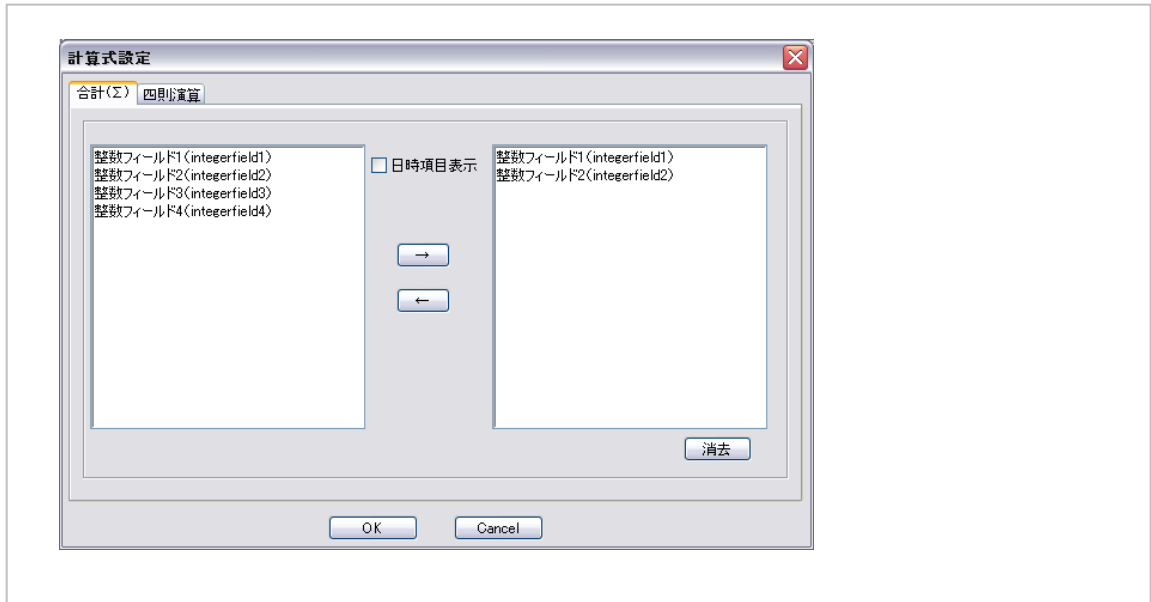 計算式設定
合計(Σ) 四則演算
整数フィールド1(integerfield1)
整数フィールド2(integerfield2)
整数フィールド3(integerfield3)
整数フィールド4(integerfield4)
日時項目表示
→
←
整数フィールド1(integerfield1)
整数フィールド2(integerfield2)
消去
OK Cancel